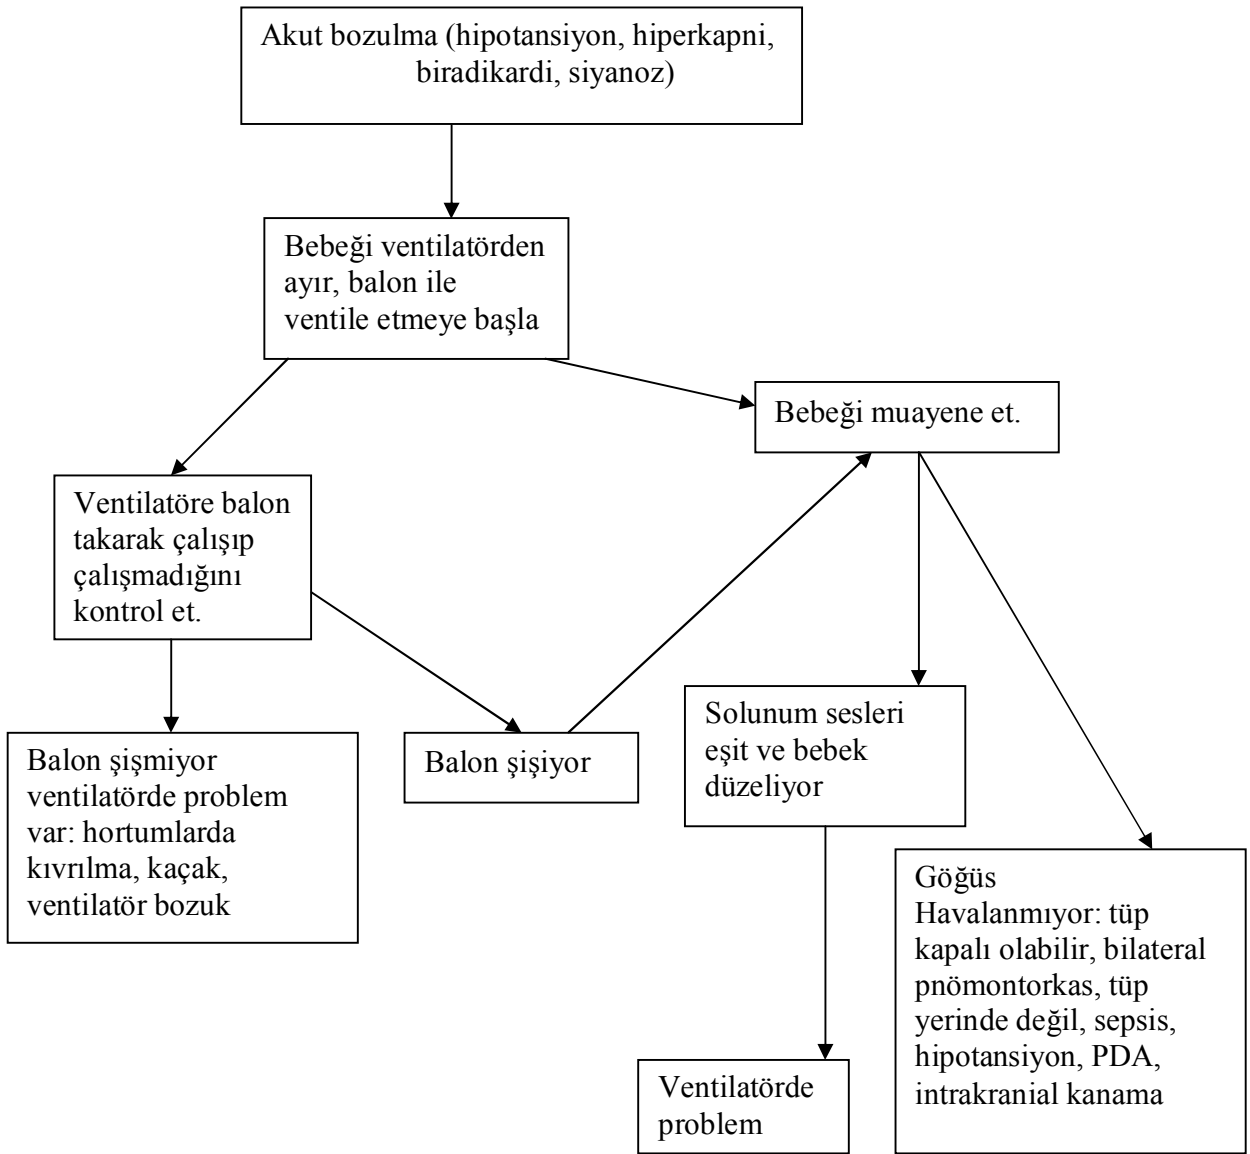 Akut bozulma (hipotansiyon, hiperkapni,
biradikardi, siyanoz)
Bebeği ventilatörden
ayır, balon ile
ventile etmeye başla
Bebeği muayene et.
Ventilatöre balon
takarak çalışıp
çalışmadığını
kontrol et.
Balon şişmiyor
ventilatörde problem
var: hortumlarda
kıvrılma, kaçak,
ventilatör bozuk
Balon şişiyor
Solunum sesleri
eşit ve bebek
düzeliyor
Göğüs
Havalanmıyor: tüp
kapalı olabilir, bilateral
pnömontorkas, tüp
yerinde değil, sepsis,
hipotansiyon, PDA,
intrakranial kanama
Ventilatörde
problem